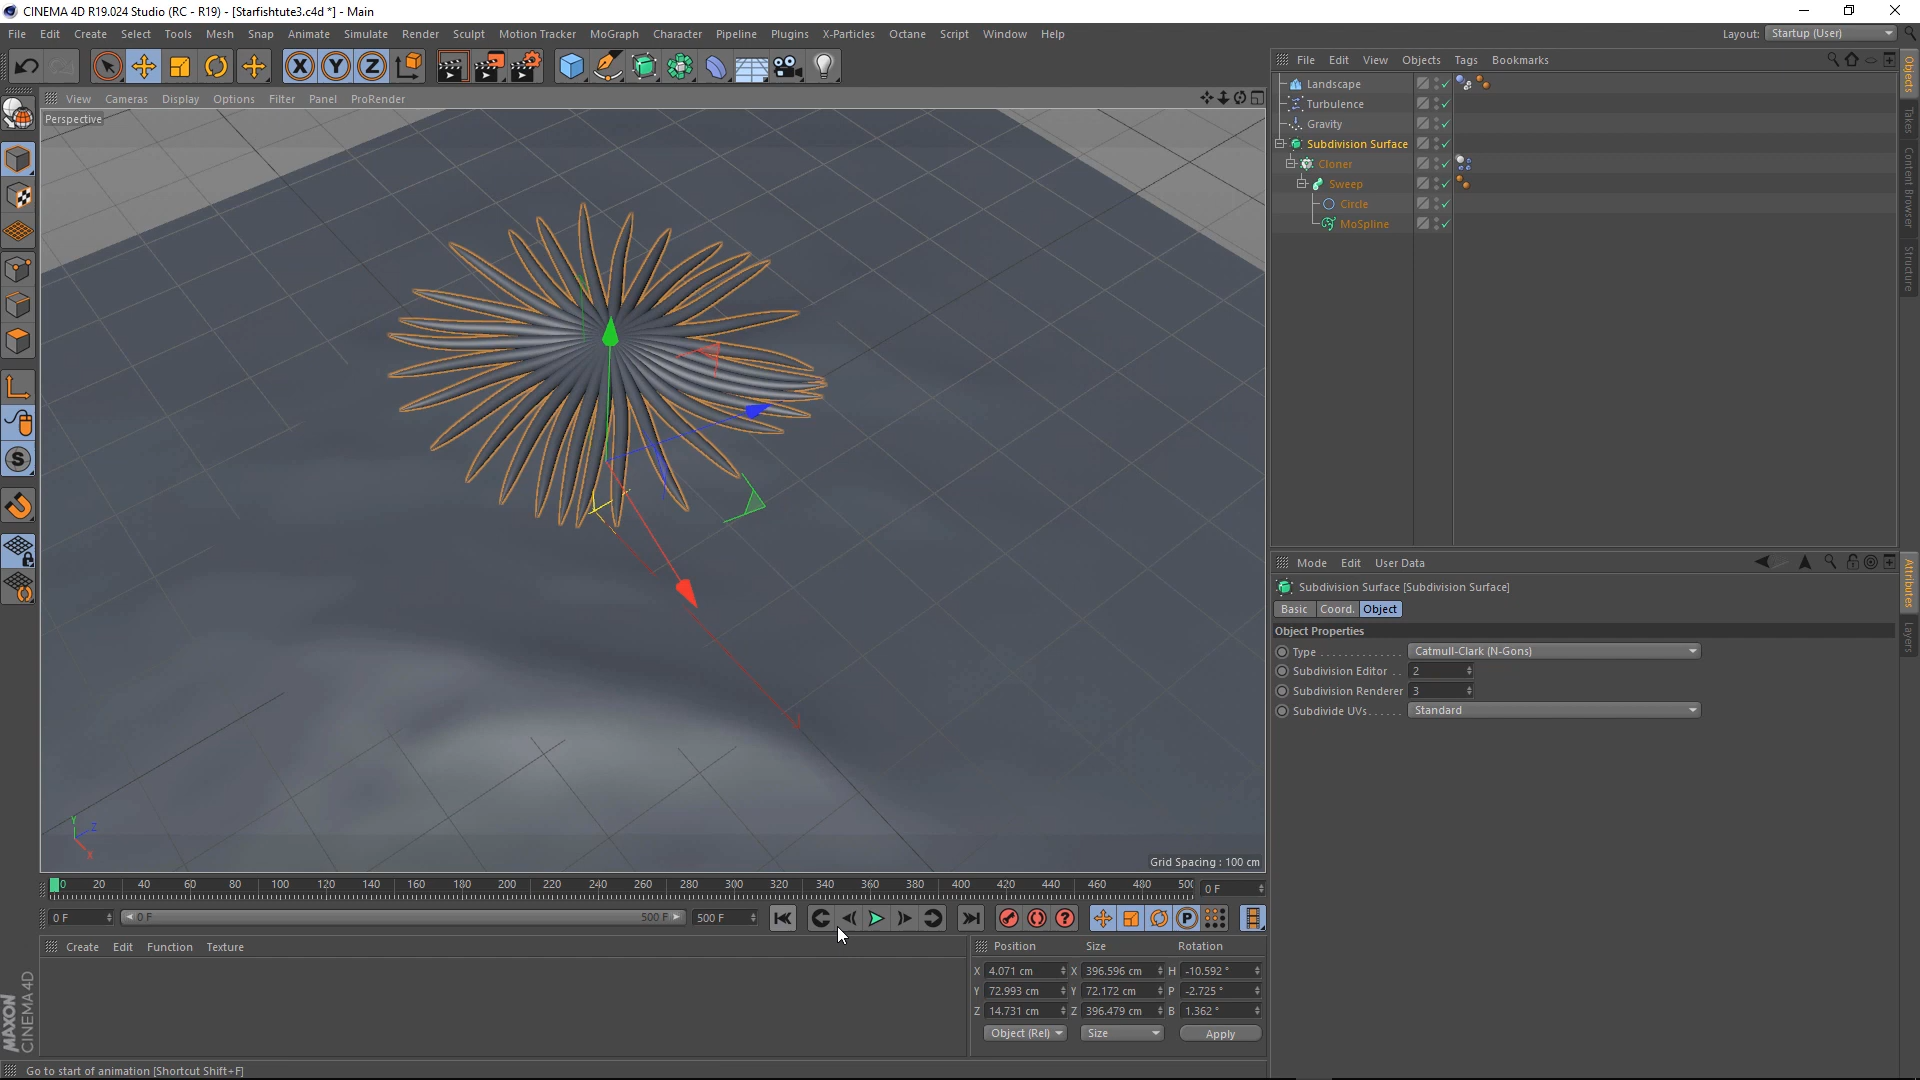 CINEMA 4D R19.024 Studio (RC - R19) - [Starfishtute3.c4d *] - Main
File Edit Create Select Tools Mesh Snap Animate Simulate Render Sculpt Motion Tracker MoGraph Character Pipeline Plugins X-Particles Octane Script Window Help
Layout: Startup (User)
File Edit View Objects Tags Bookmarks
Landscape
Turbulence
Gravity
Subdivision Surface
Cloner
Sweep
Circle
MoSpline
Objects
Takes
Content Browser
Structure
View Cameras Display Options Filter Panel ProRender
Perspective
Grid Spacing : 100 cm
Y
Z
X
Mode Edit User Data
Subdivision Surface [Subdivision Surface]
Basic Coord. Object
Object Properties
Type . . . . . . . . . . . . . . Catmull-Clark (N-Gons)
Subdivision Editor . . 2
Subdivision Renderer 3
Subdivide UVs. . . . . . Standard
Attributes
Layers
0 20 40 60 80 100 120 140 160 180 200 220 240 260 280 300 320 340 360 380 400 420 440 460 480 500 0 F
0 F 0 F 500 F 500 F
Create Edit Function Texture
Position Size Rotation
X 4.071 cm X 396.596 cm H -10.592 °
Y 72.993 cm Y 72.172 cm P -2.725 °
Z 14.731 cm Z 396.479 cm B 1.362 °
Object (Rel) Size Apply
MAXON
CINEMA 4D
Go to start of animation [Shortcut Shift+F]